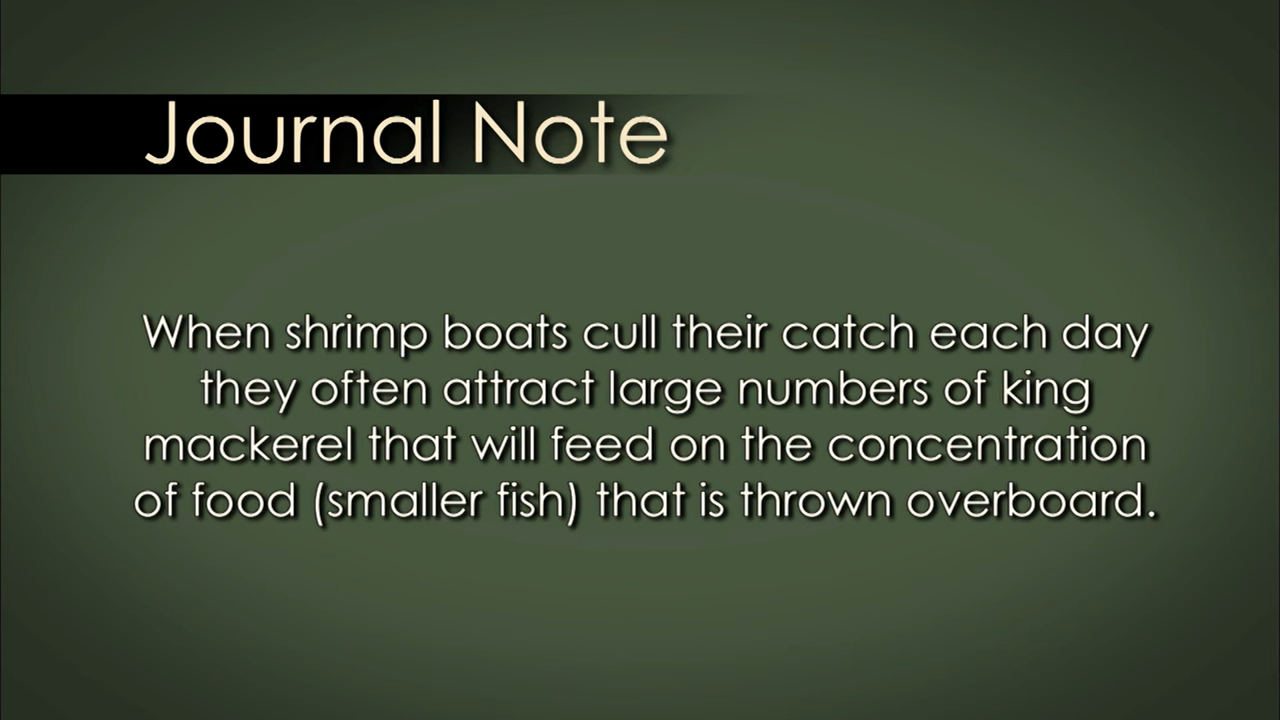 Journal Note
When shrimp boats cull their catch each day
they often attract large numbers of king
mackerel that will feed on the concentration
of food (smaller fish) that is thrown overboard.